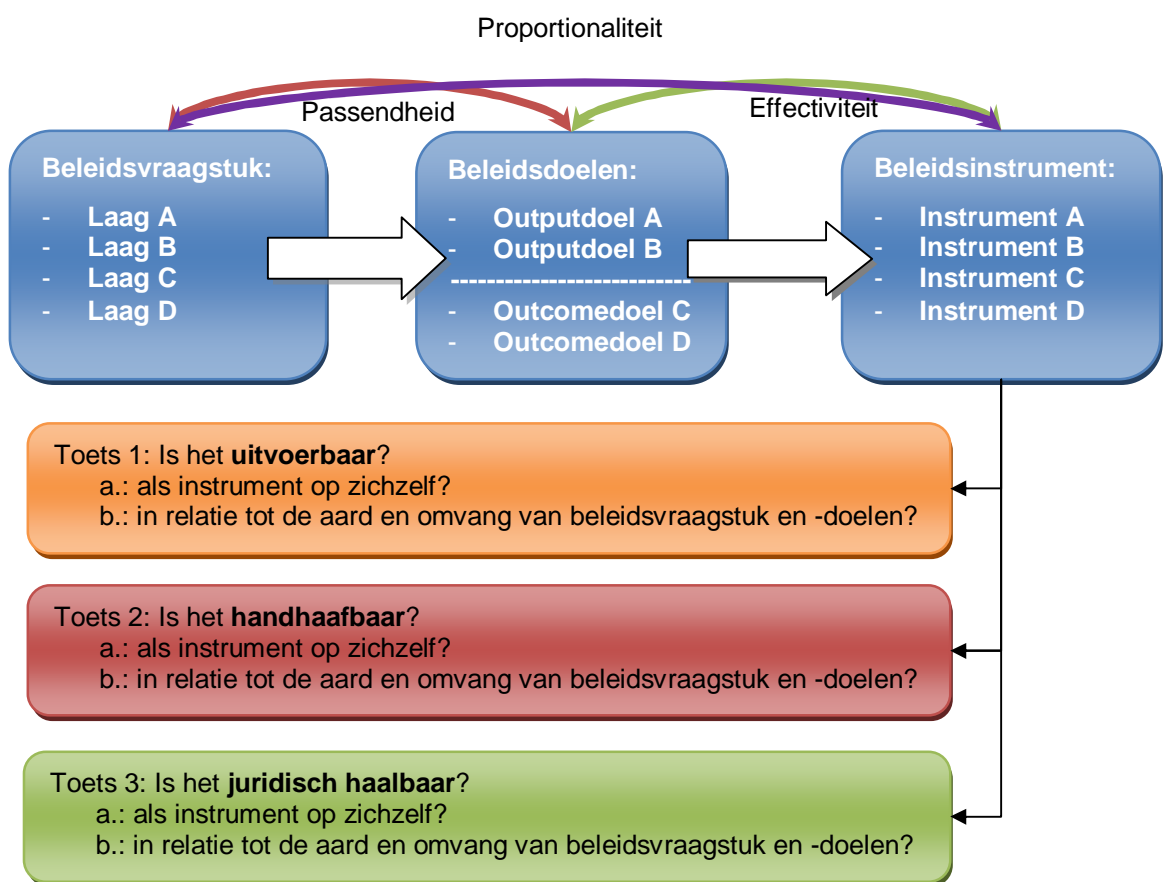 Proportionaliteit
Passendheid
Effectiviteit
Beleidsvraagstuk:
- Laag A
- Laag B
- Laag C
- Laag D
Beleidsdoelen:
- Outputdoel A
- Outputdoel B
---------------------------
- Outcomedoel C
- Outcomedoel D
Beleidsinstrument:
- Instrument A
- Instrument B
- Instrument C
- Instrument D
Toets 1: Is het uitvoerbaar?
a.: als instrument op zichzelf?
b.: in relatie tot de aard en omvang van beleidsvraagstuk en -doelen?
Toets 2: Is het handhaafbaar?
a.: als instrument op zichzelf?
b.: in relatie tot de aard en omvang van beleidsvraagstuk en -doelen?
Toets 3: Is het juridisch haalbaar?
a.: als instrument op zichzelf?
b.: in relatie tot de aard en omvang van beleidsvraagstuk en -doelen?